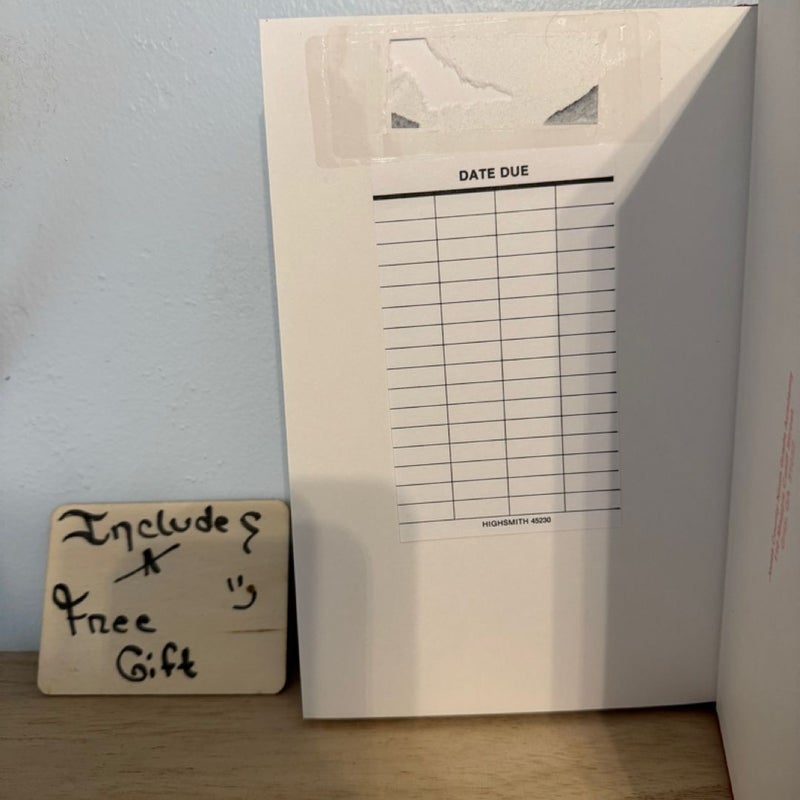 DATE DUE
HIGHSMITH 45230
Includes
A
Free
Gift